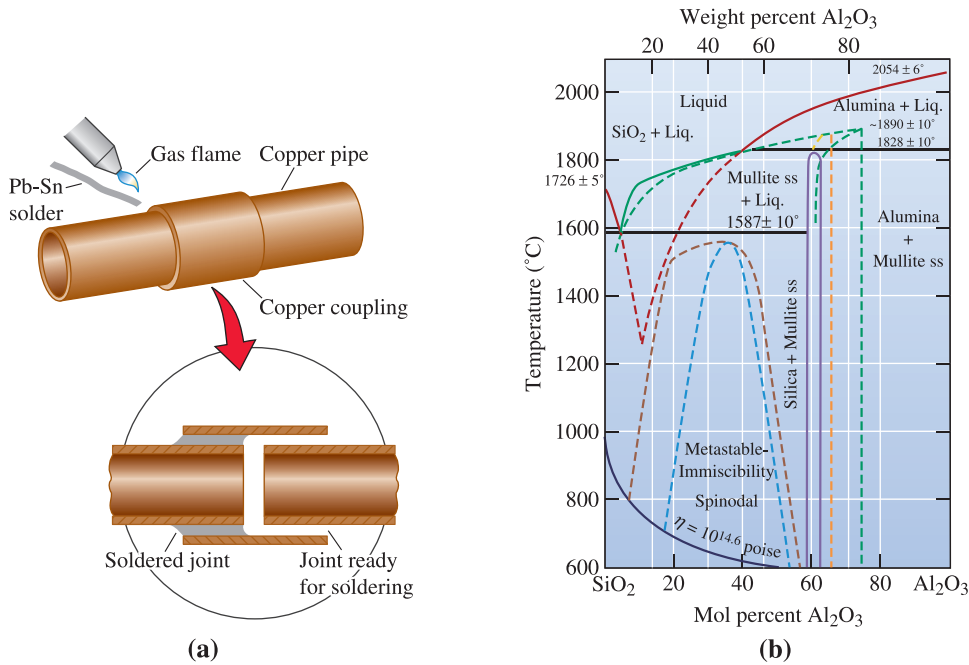 Gas flame
Copper pipe
Pb-Sn
solder
Copper coupling
Soldered joint
Joint ready
for soldering
(a)
Weight percent Al₂O₃
20 40 60 80
2054 ± 6°
2000
Liquid
Alumina + Liq.
SiO₂ + Liq.
~1890 ± 10°
1828 ± 10°
1800
1726 ± 5°
Mullite ss
+ Liq.
1587± 10°
1600
Alumina
+
Mullite ss
1400
Temperature (°C)
Silica + Mullite ss
1200
1000
Metastable-
Immiscibility
Spinodal
800
η = 10¹⁴·⁶ poise
600
SiO₂ 20 40 60 80 Al₂O₃
Mol percent Al₂O₃
(b)